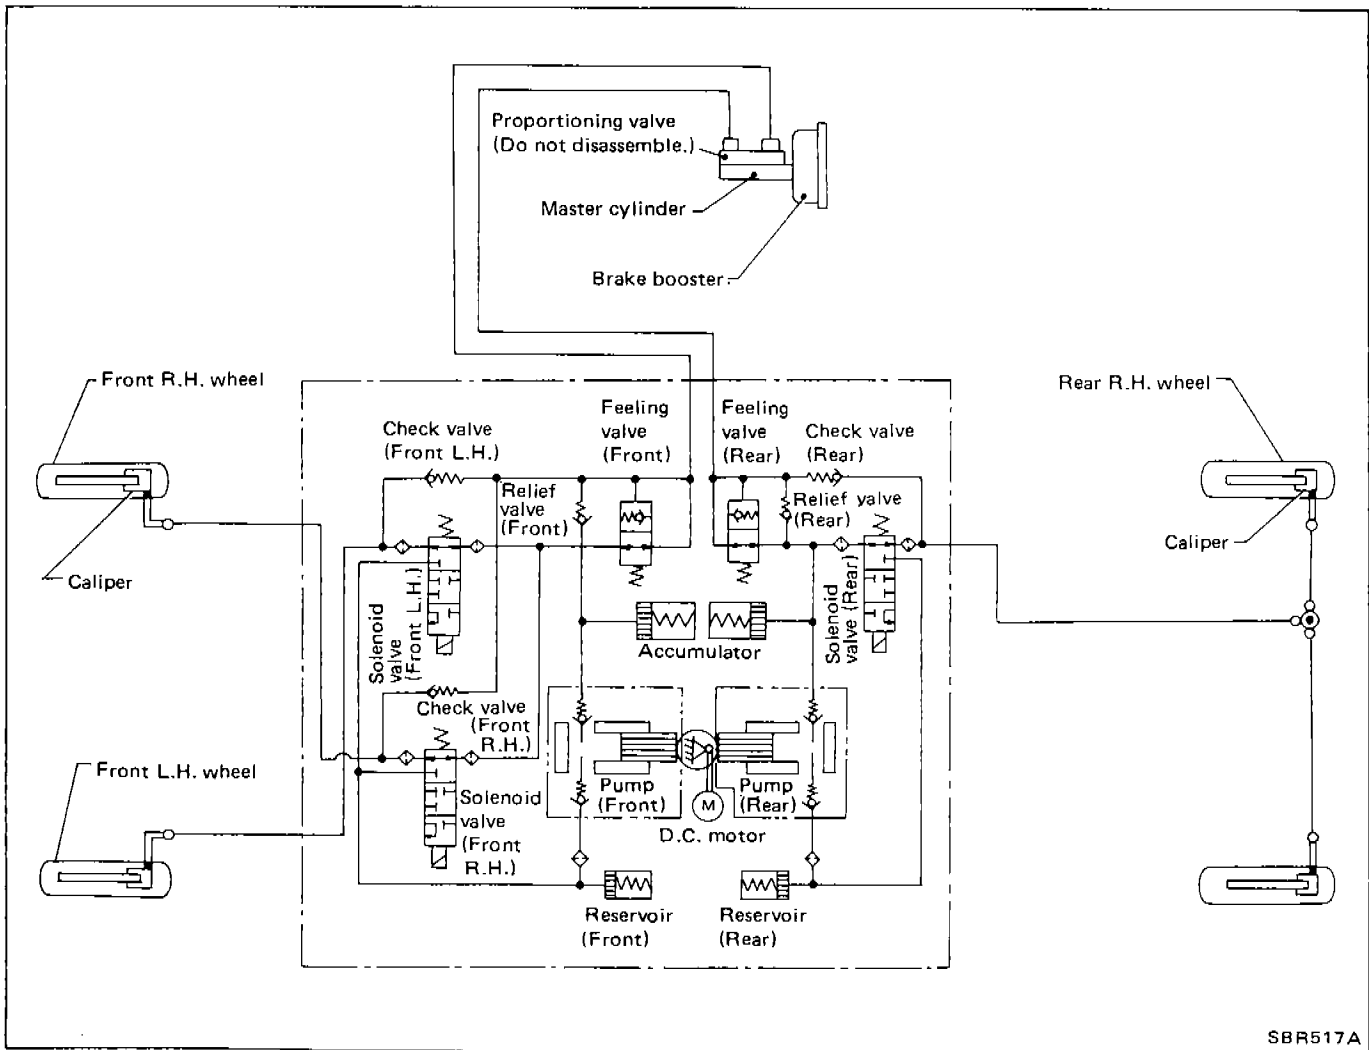 Proportioning valve
(Do not disassemble.)
Master cylinder
Brake booster
Front R.H. wheel
Rear R.H. wheel
Check valve
(Front L.H.)
Feeling
valve
(Front)
Feeling
valve
(Rear)
Check valve
(Rear)
Relief
valve
(Front)
Relief valve
(Rear)
Caliper
Caliper
Solenoid
valve
(Front L.H.)
Accumulator
Solenoid
valve (Rear)
Check valve
(Front
R.H.)
Front L.H. wheel
Solenoid
valve
(Front
R.H.)
Pump
(Front)
M
Pump
(Rear)
D.C. motor
Reservoir
(Front)
Reservoir
(Rear)
SBR517A